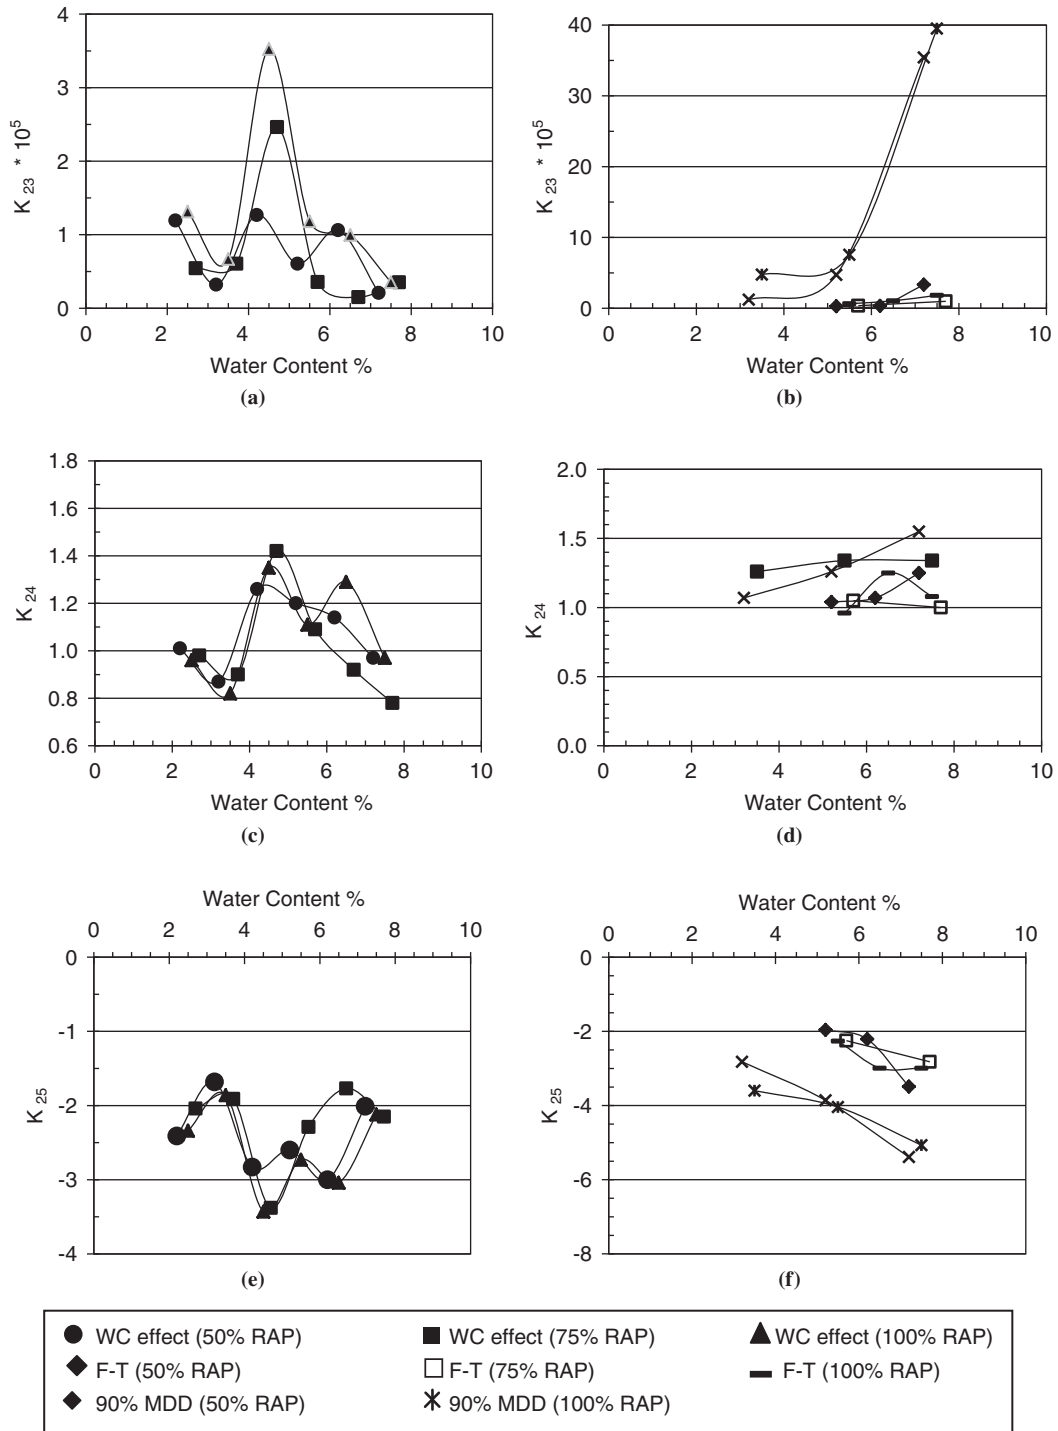 4
3
2
1
0
K 23 * 10^5
0 2 4 6 8 10
Water Content %
(a)
40
30
20
10
0
K 23 * 10^5
0 2 4 6 8 10
Water Content %
(b)
1.8
1.6
1.4
1.2
1.0
0.8
0.6
K 24
0 2 4 6 8 10
Water Content %
(c)
2.0
1.5
1.0
0.5
0.0
K 24
0 2 4 6 8 10
Water Content %
(d)
Water Content %
0 2 4 6 8 10
0
-1
-2
-3
-4
K 25
(e)
Water Content %
0 2 4 6 8 10
0
-2
-4
-6
-8
K 25
(f)
WC effect (50% RAP) WC effect (75% RAP) WC effect (100% RAP)
F-T (50% RAP) F-T (75% RAP) F-T (100% RAP)
90% MDD (50% RAP) 90% MDD (100% RAP)